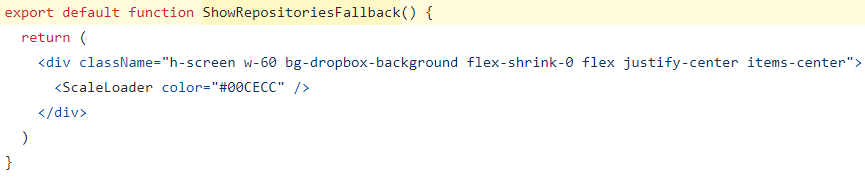 export default function ShowRepositoriesFallback() {
  return (
    <div className="h-screen w-60 bg-dropbox-background flex-shrink-0 flex justify-center items-center">
      <ScaleLoader color="#00CECC" />
    </div>
  )
}